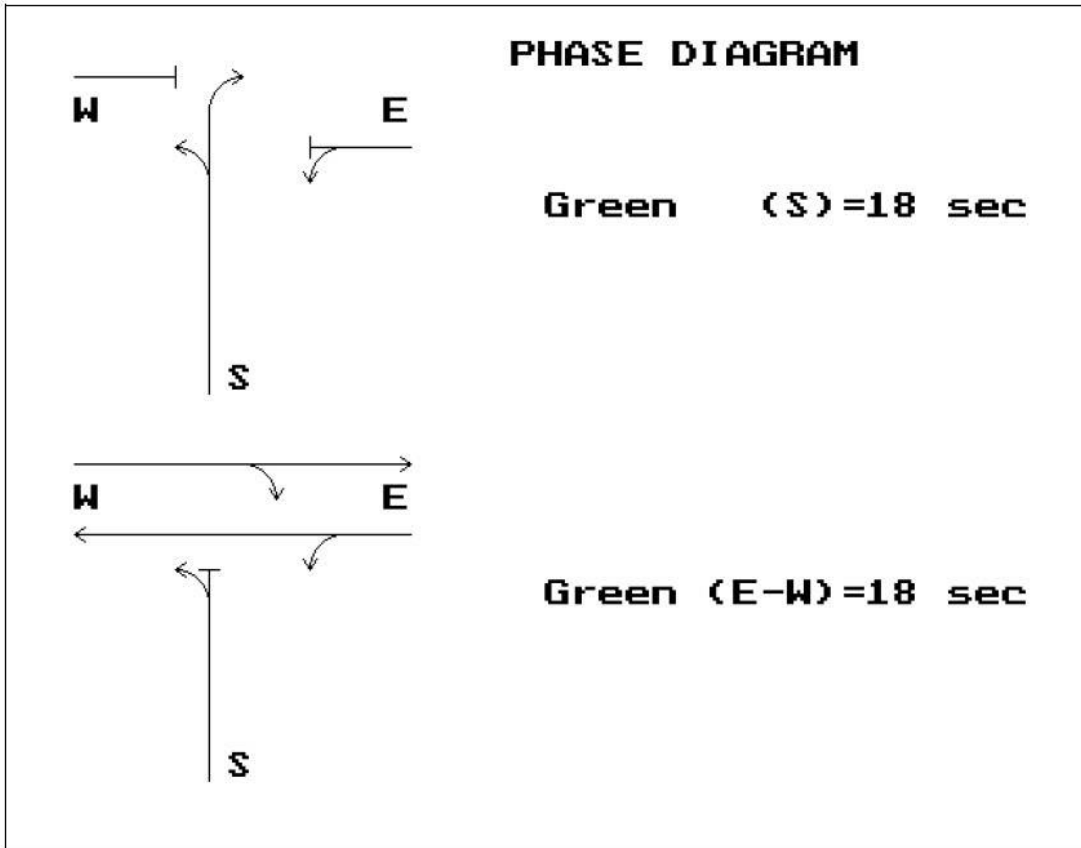 PHASE DIAGRAM
W E
Green (S)=18 sec
S
W E
Green (E-W)=18 sec
S